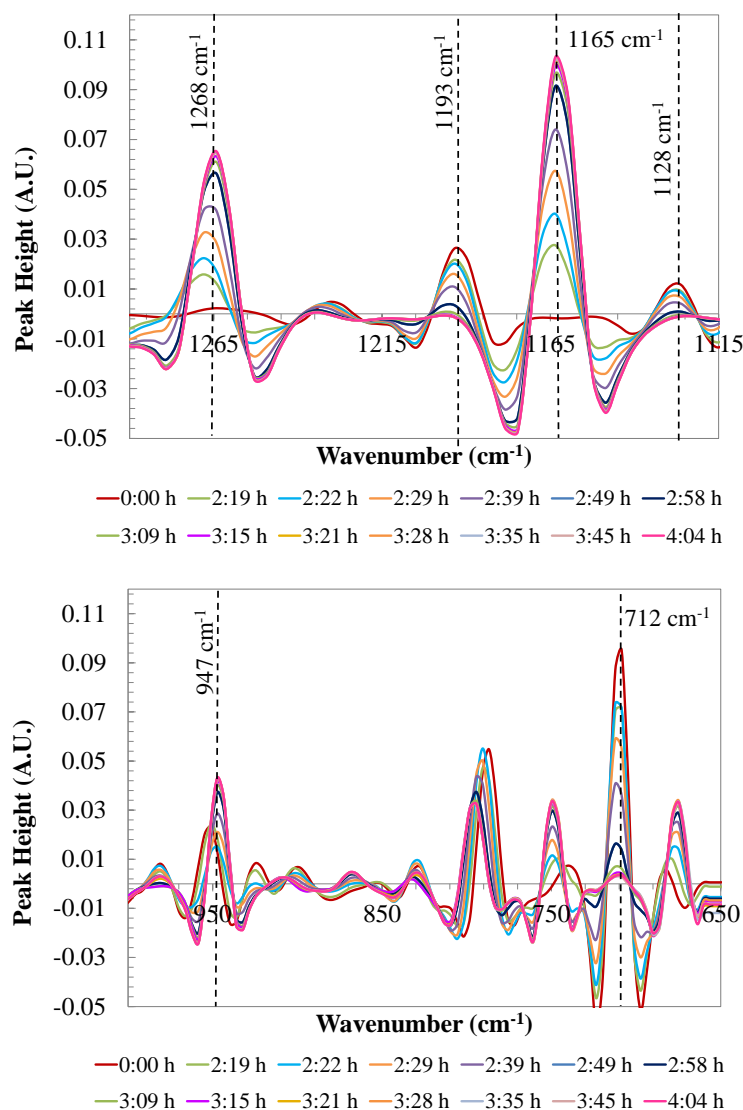 0.11
0.09
0.07
0.05
0.03
0.01
-0.01
-0.03
-0.05
Peak Height (A.U.)
1268 cm-1
1193 cm-1
1165 cm-1
1128 cm-1
1265
1215
1165
1115
Wavenumber (cm-1)
0:00 h 2:19 h 2:22 h 2:29 h 2:39 h 2:49 h 2:58 h
3:09 h 3:15 h 3:21 h 3:28 h 3:35 h 3:45 h 4:04 h
0.11
0.09
0.07
0.05
0.03
0.01
-0.01
-0.03
-0.05
Peak Height (A.U.)
947 cm-1
712 cm-1
950
850
750
650
Wavenumber (cm-1)
0:00 h 2:19 h 2:22 h 2:29 h 2:39 h 2:49 h 2:58 h
3:09 h 3:15 h 3:21 h 3:28 h 3:35 h 3:45 h 4:04 h